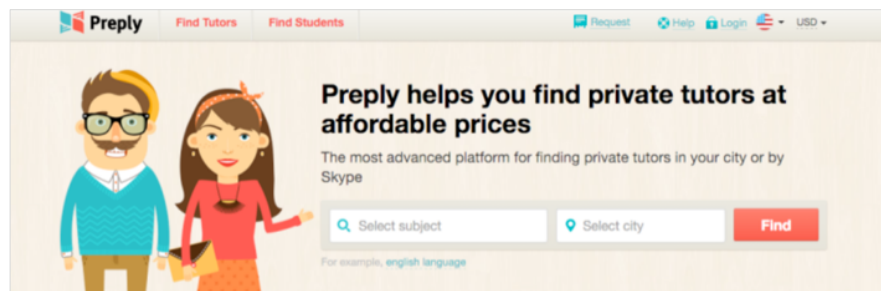 Preply Find Tutors Find Students Request Help Login USD
Preply helps you find private tutors at
affordable prices
The most advanced platform for finding private tutors in your city or by
Skype
Select subject Select city Find
For example, english language